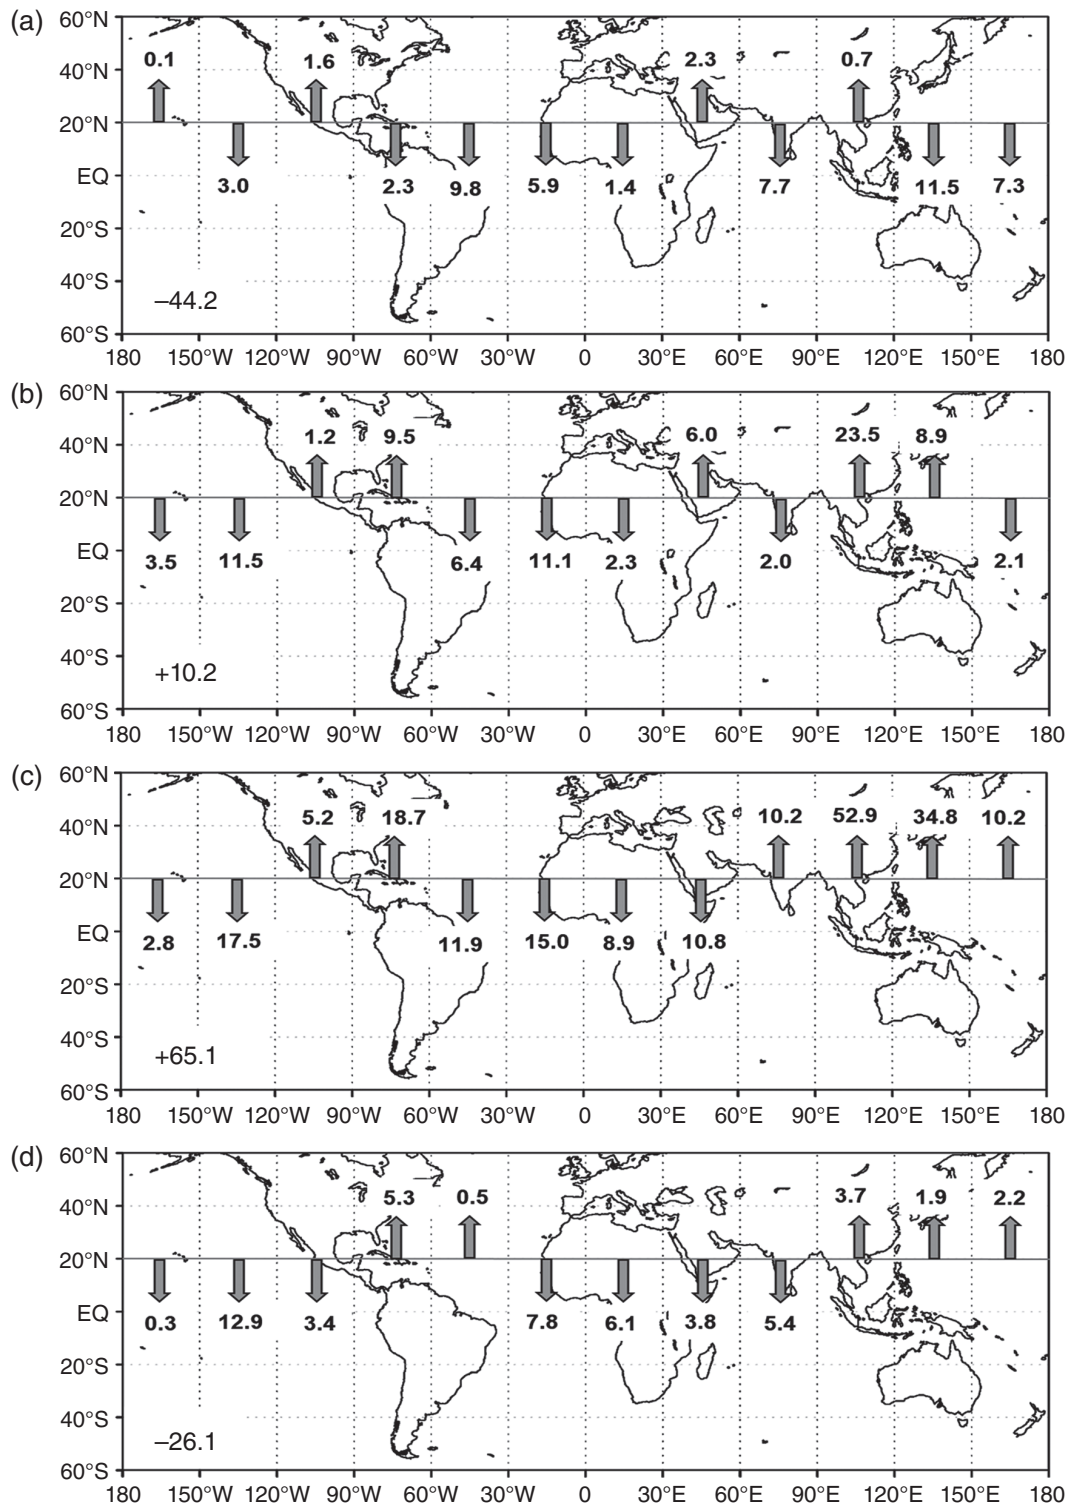 (a)
60°N
40°N
20°N
EQ
20°S
40°S
60°S
0.1 1.6 2.3 0.7
3.0 2.3 9.8 5.9 1.4 7.7 11.5 7.3
–44.2
180 150°W 120°W 90°W 60°W 30°W 0 30°E 60°E 90°E 120°E 150°E 180
(b)
60°N
40°N
20°N
EQ
20°S
40°S
60°S
1.2 9.5 6.0 23.5 8.9
3.5 11.5 6.4 11.1 2.3 2.0 2.1
+10.2
180 150°W 120°W 90°W 60°W 30°W 0 30°E 60°E 90°E 120°E 150°E 180
(c)
60°N
40°N
20°N
EQ
20°S
40°S
60°S
5.2 18.7 10.2 52.9 34.8 10.2
2.8 17.5 11.9 15.0 8.9 10.8
+65.1
180 150°W 120°W 90°W 60°W 30°W 0 30°E 60°E 90°E 120°E 150°E 180
(d)
60°N
40°N
20°N
EQ
20°S
40°S
60°S
5.3 0.5 3.7 1.9 2.2
0.3 12.9 3.4 7.8 6.1 3.8 5.4
–26.1
180 150°W 120°W 90°W 60°W 30°W 0 30°E 60°E 90°E 120°E 150°E 180